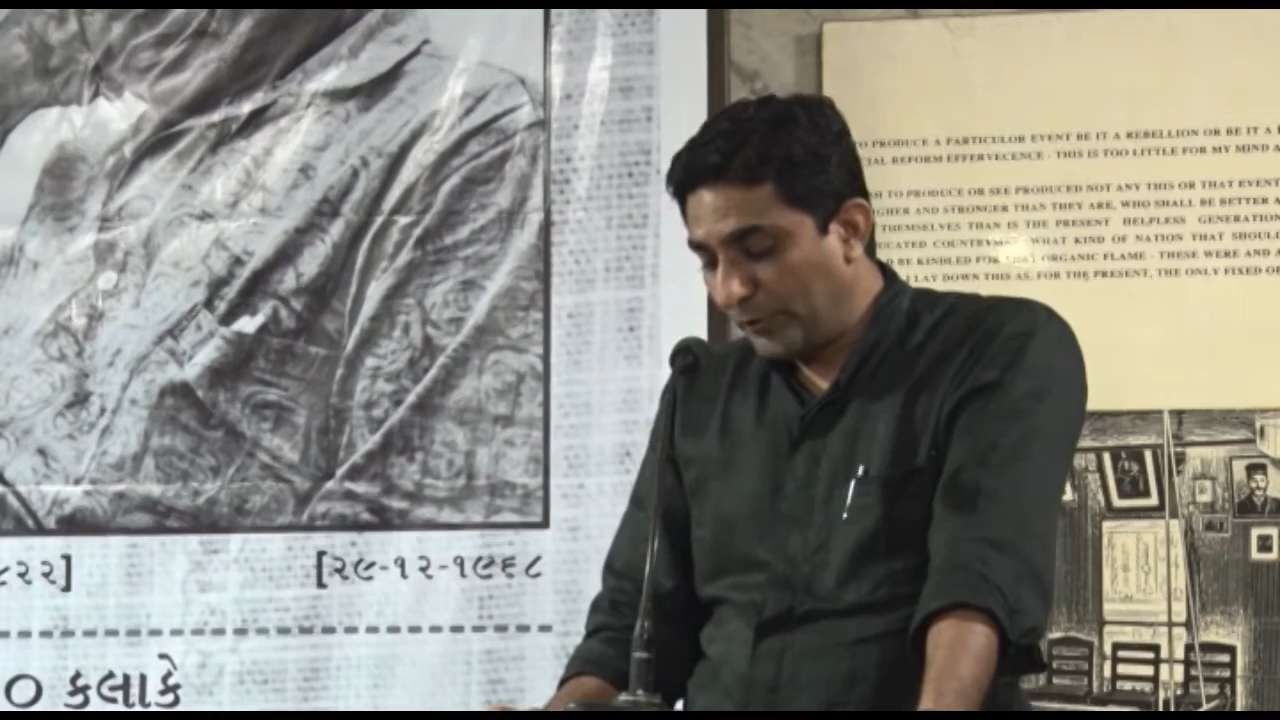 ૮૨૨]
[૨૯-૧૨-૧૯૬૮
૦ કલાકે
TO PRODUCE A PARTICULOR EVENT BE IT A REBELLION OR BE IT A
CIAL REFORM EFFERVECENCE - THIS IS TOO LITTLE FOR MY MIND A
SH TO PRODUCE OR SEE PRODUCED NOT ANY THIS OR THAT EVENT
IGHER AND STRONGER THAN THEY ARE, WHO SHALL BE BETTER A
THEMSELVES THAN IS THE PRESENT HELPLESS GENERATION
UCATED COUNTRYMEN WHAT KIND OF NATION THAT SHOUL
D BE KINDLED FOR THAT ORGANIC FLAME - THESE WERE AND A
I LAY DOWN THIS AS, FOR THE PRESENT, THE ONLY FIXED O